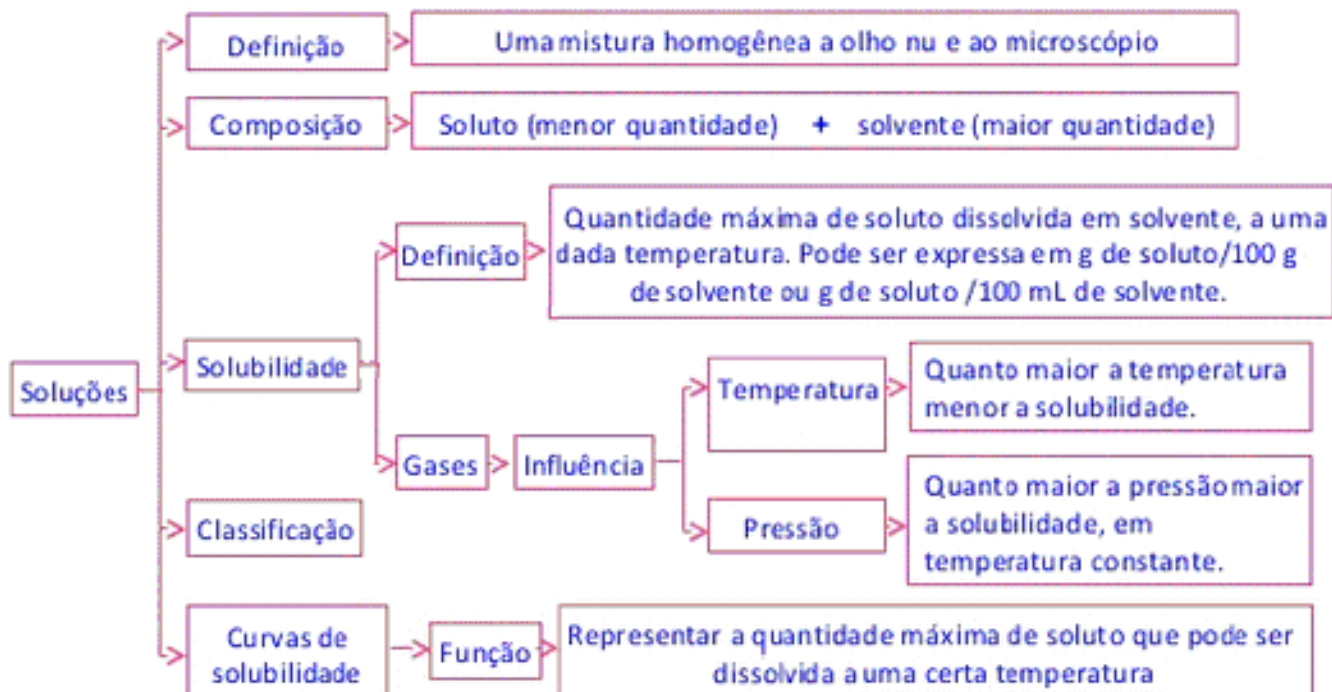 Definição
Uma mistura homogênea a olho nu e ao microscópio
Composição
Soluto (menor quantidade) + solvente (maior quantidade)
Definição
Quantidade máxima de soluto dissolvida em solvente, a uma
dada temperatura. Pode ser expressa em g de soluto/100 g
de solvente ou g de soluto /100 mL de solvente.
Soluções
Solubilidade
Gases
Influência
Temperatura
Quanto maior a temperatura
menor a solubilidade.
Pressão
Quanto maior a pressão maior
a solubilidade, em
temperatura constante.
Classificação
Curvas de
solubilidade
Função
Representar a quantidade máxima de soluto que pode ser
dissolvida a uma certa temperatura